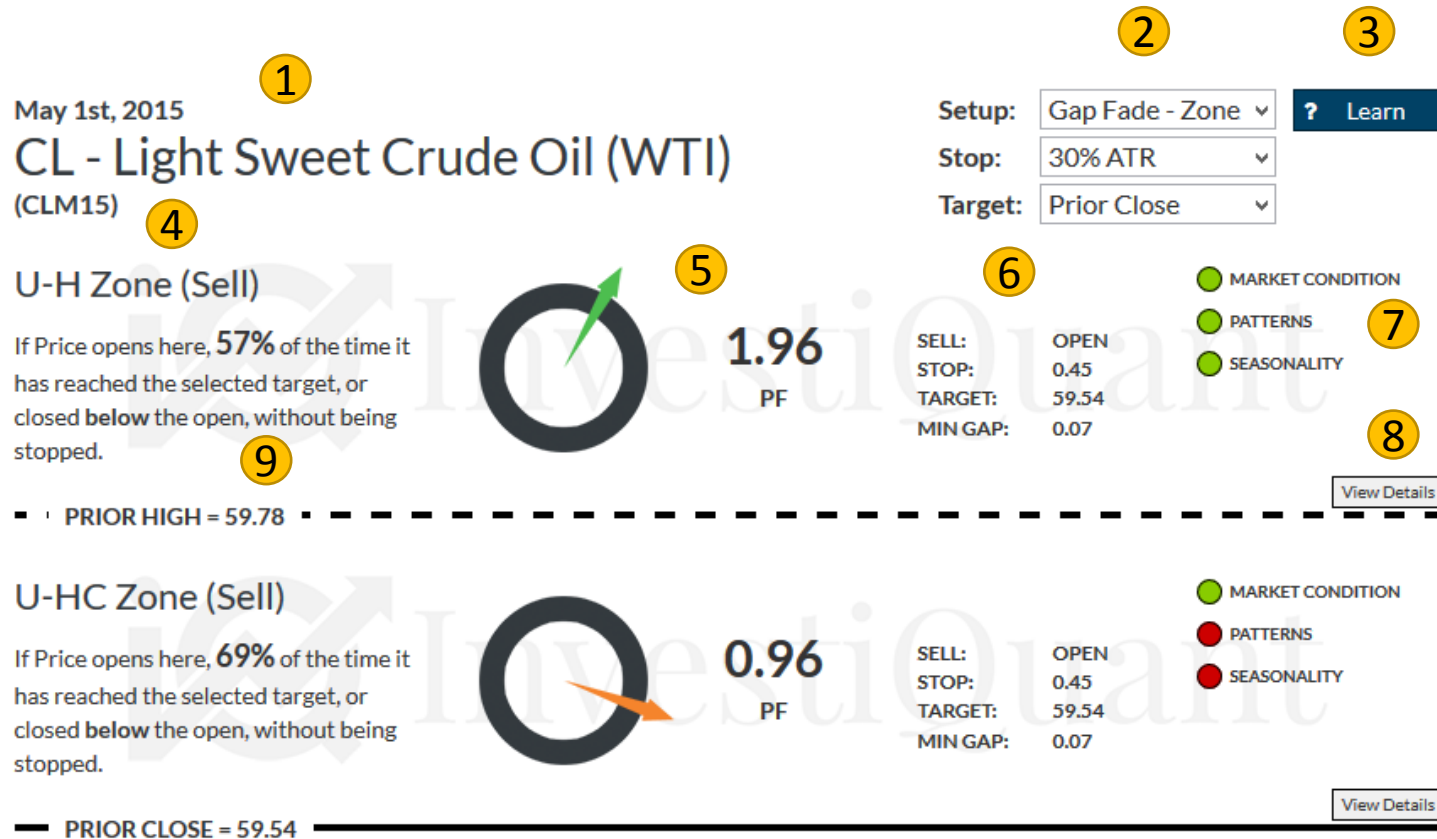 2
3
1
May 1st, 2015
CL - Light Sweet Crude Oil (WTI)
(CLM15)
4
Setup: Gap Fade - Zone
Stop: 30% ATR
Target: Prior Close
? Learn
5
6
7
8
9
U-H Zone (Sell)
If Price opens here, 57% of the time it
has reached the selected target, or
closed below the open, without being
stopped.
1.96
PF
SELL: OPEN
STOP: 0.45
TARGET: 59.54
MIN GAP: 0.07
MARKET CONDITION
PATTERNS
SEASONALITY
View Details
InvestiQuant
PRIOR HIGH = 59.78
U-HC Zone (Sell)
If Price opens here, 69% of the time it
has reached the selected target, or
closed below the open, without being
stopped.
0.96
PF
SELL: OPEN
STOP: 0.45
TARGET: 59.54
MIN GAP: 0.07
MARKET CONDITION
PATTERNS
SEASONALITY
View Details
InvestiQuant
PRIOR CLOSE = 59.54